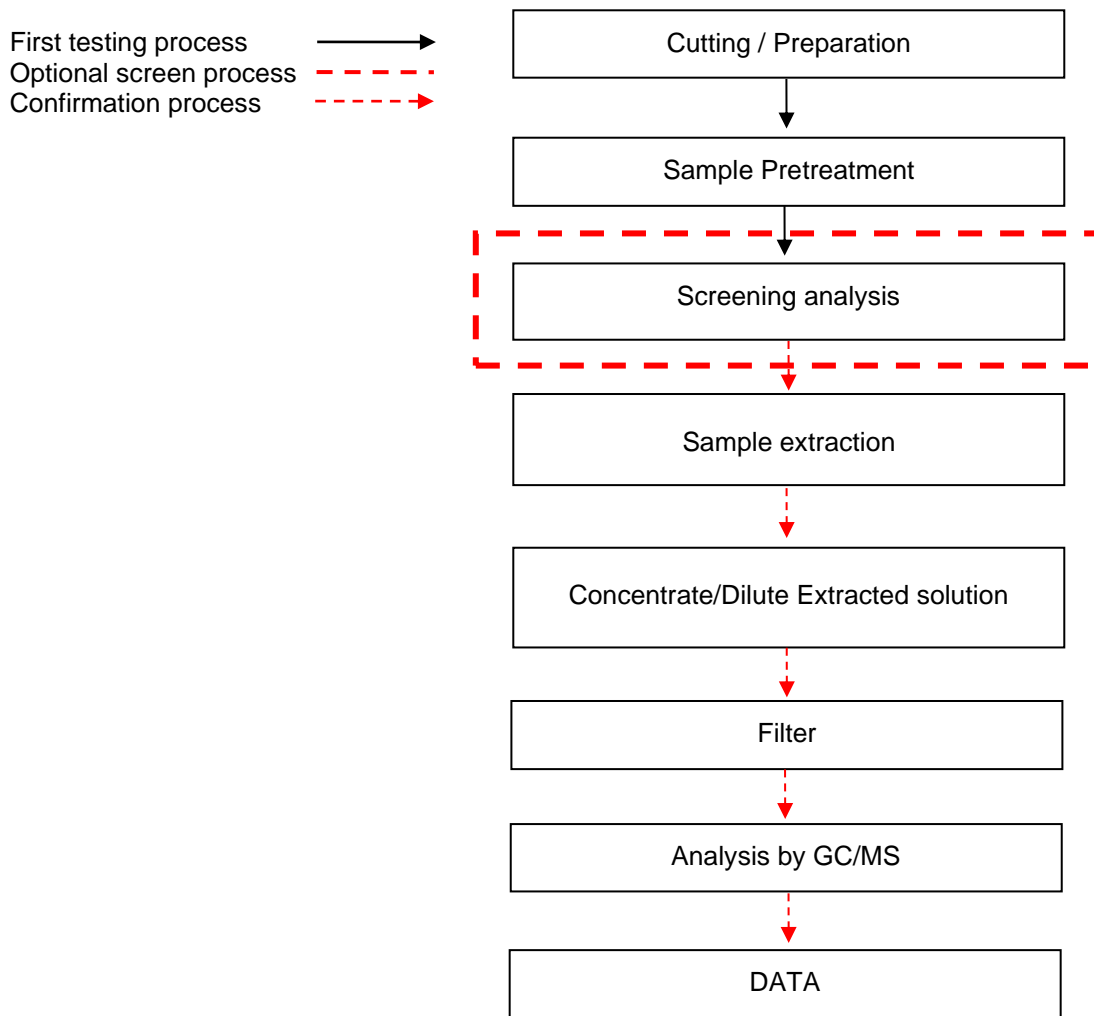 First testing process
Optional screen process
Confirmation process
Cutting / Preparation
Sample Pretreatment
Screening analysis
Sample extraction
Concentrate/Dilute Extracted solution
Filter
Analysis by GC/MS
DATA